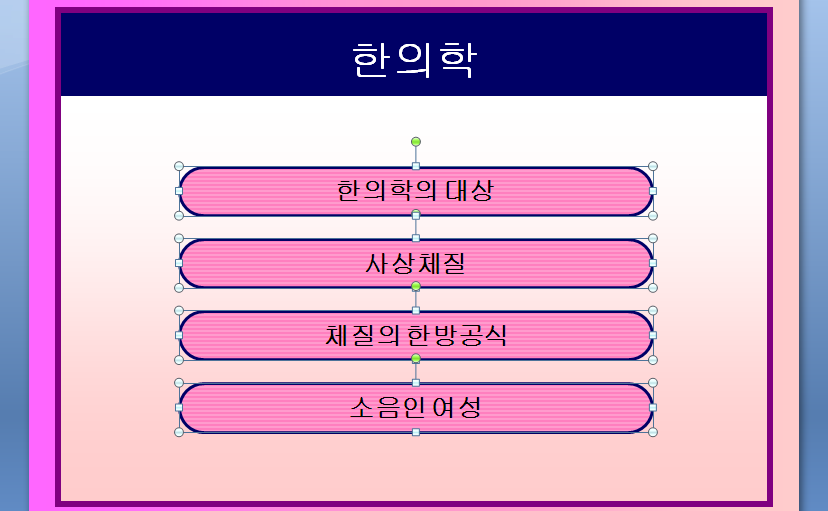 한의학
한의학의 대상
사상체질
체질의 한방공식
소음인 여성